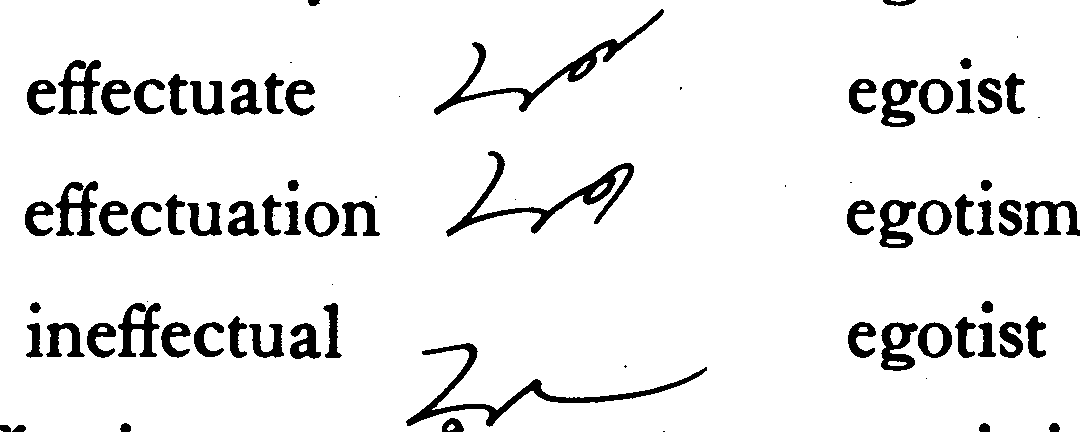 effectuate egoist
effectuation egotism
ineffectual egotist